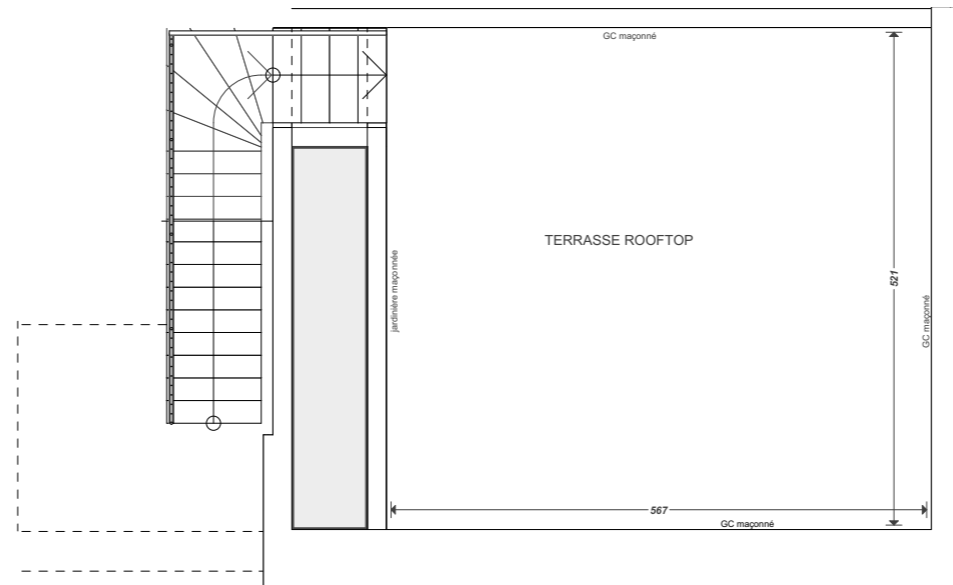 GC maçonné
TERRASSE ROOFTOP
jardinière maçonnée
521
GC maçonné
567
GC maçonné